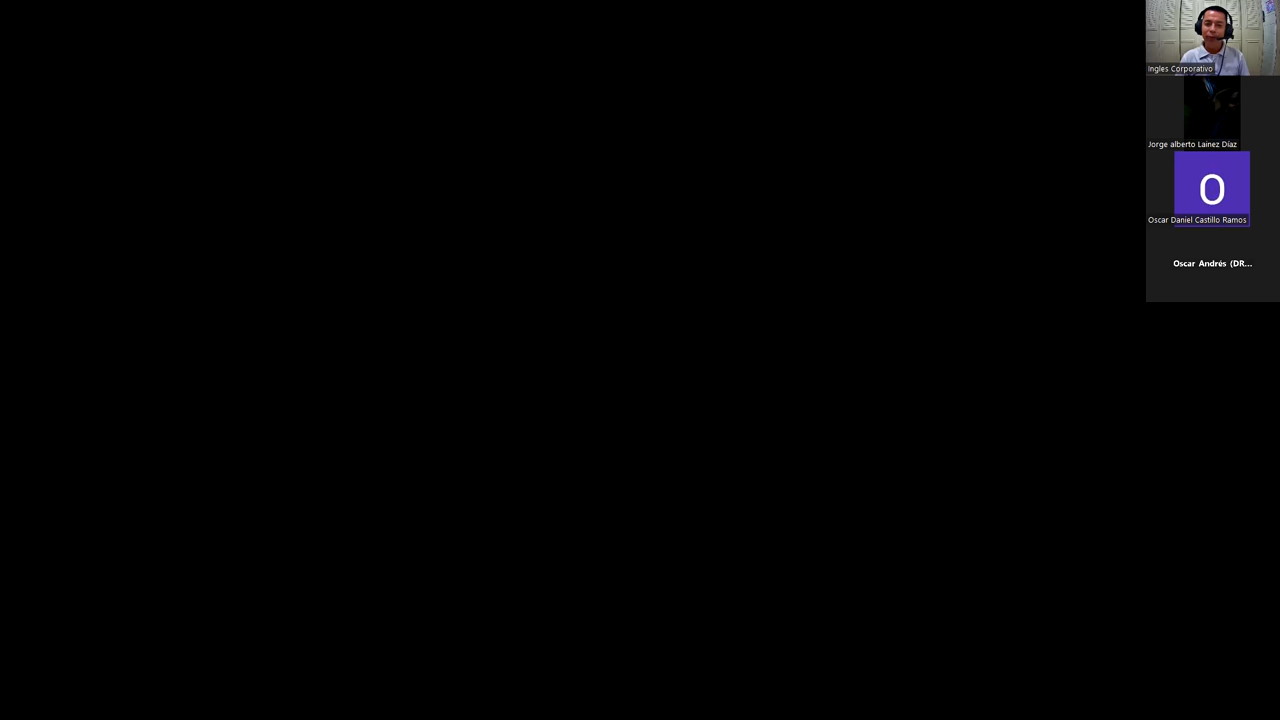 Ingles Corporativo
Jorge alberto Lainez Díaz
O
Oscar Daniel Castillo Ramos
Oscar Andrés (DR...